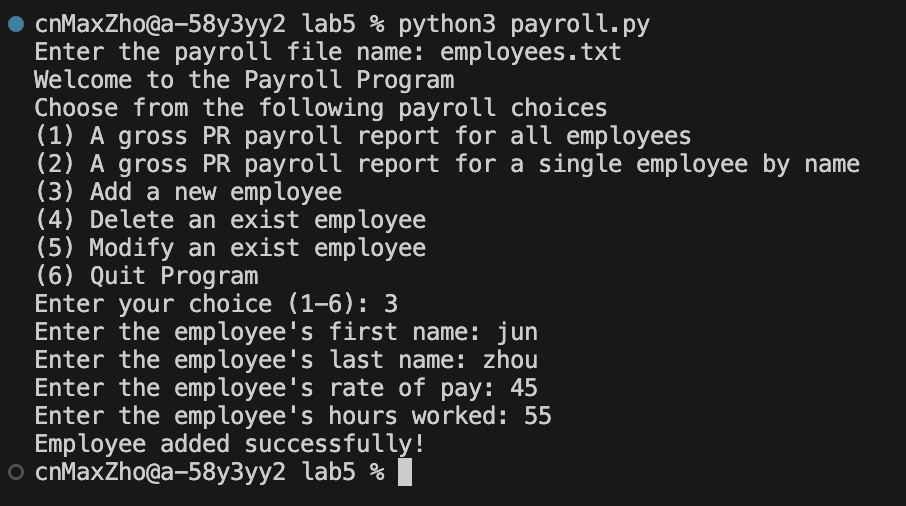 cnMaxZho@a-58y3yy2 lab5 % python3 payroll.py
Enter the payroll file name: employees.txt
Welcome to the Payroll Program
Choose from the following payroll choices
(1) A gross PR payroll report for all employees
(2) A gross PR payroll report for a single employee by name
(3) Add a new employee
(4) Delete an exist employee
(5) Modify an exist employee
(6) Quit Program
Enter your choice (1-6): 3
Enter the employee's first name: jun
Enter the employee's last name: zhou
Enter the employee's rate of pay: 45
Enter the employee's hours worked: 55
Employee added successfully!
cnMaxZho@a-58y3yy2 lab5 %